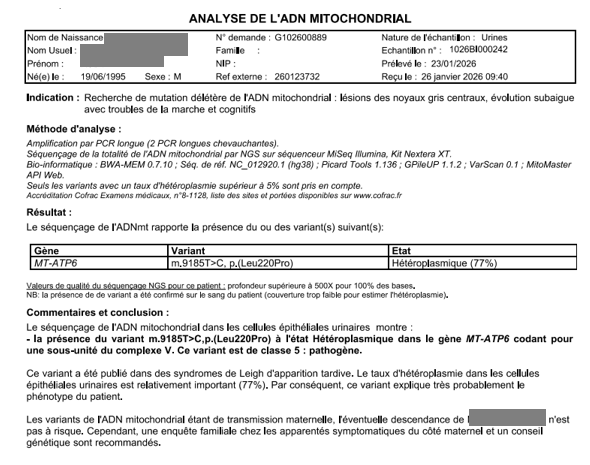 ANALYSE DE L'ADN MITOCHONDRIAL
Nom de Naissance
Nom Usuel :
Prénom :
Né(e) le : 19/06/1995 Sexe : M
N° demande : G102600889
Famille :
NIP :
Ref externe : 260123732
Nature de l'échantillon : Urines
Echantillon n° : 1026BI000242
Prélevé le : 23/01/2026
Reçu le : 26 janvier 2026 09:40
Indication : Recherche de mutation délétère de l'ADN mitochondrial : lésions des noyaux gris centraux, évolution subaigue
avec troubles de la marche et cognitifs
Méthode d'analyse :
Amplification par PCR longue (2 PCR longues chevauchantes).
Séquençage de la totalité de l'ADN mitochondrial par NGS sur séquenceur MiSeq Illumina, Kit Nextera XT.
Bio-informatique : BWA-MEM 0.7.10 ; Séq. de réf. NC_012920.1 (hg38) ; Picard Tools 1.136 ; GPileUP 1.1.2 ; VarScan 0.1 ; MitoMaster
API Web.
Seuls les variants avec un taux d'hétéroplasmie supérieur à 5% sont pris en compte.
Accréditation Cofrac Examens médicaux, n°8-1128, liste des sites et portées disponibles sur www.cofrac.fr
Résultat :
Le séquençage de l'ADNmt rapporte la présence du ou des variant(s) suivant(s):
Gène Variant Etat
MT-ATP6 m.9185T>C, p.(Leu220Pro) Hétéroplasmique (77%)
Valeurs de qualité du séquençage NGS pour ce patient : profondeur supérieure à 500X pour 100% des bases.
NB: la présence de de variant a été confirmé sur le sang du patient (couverture trop faible pour estimer l'hétéroplasmie).
Commentaires et conclusion :
Le séquençage de l'ADN mitochondrial dans les cellules épithéliales urinaires montre :
- la présence du variant m.9185T>C,p.(Leu220Pro) à l'état Hétéroplasmique dans le gène MT-ATP6 codant pour
une sous-unité du complexe V. Ce variant est de classe 5 : pathogène.
Ce variant a été publié dans des syndromes de Leigh d'apparition tardive. Le taux d'hétéroplasmie dans les cellules
épithéliales urinaires est relativement important (77%). Par conséquent, ce variant explique très probablement le
phénotype du patient.
Les variants de l'ADN mitochondrial étant de transmission maternelle, l'éventuelle descendance de n'est
pas à risque. Cependant, une enquête familiale chez les apparentés symptomatiques du côté maternel et un conseil
génétique sont recommandés.